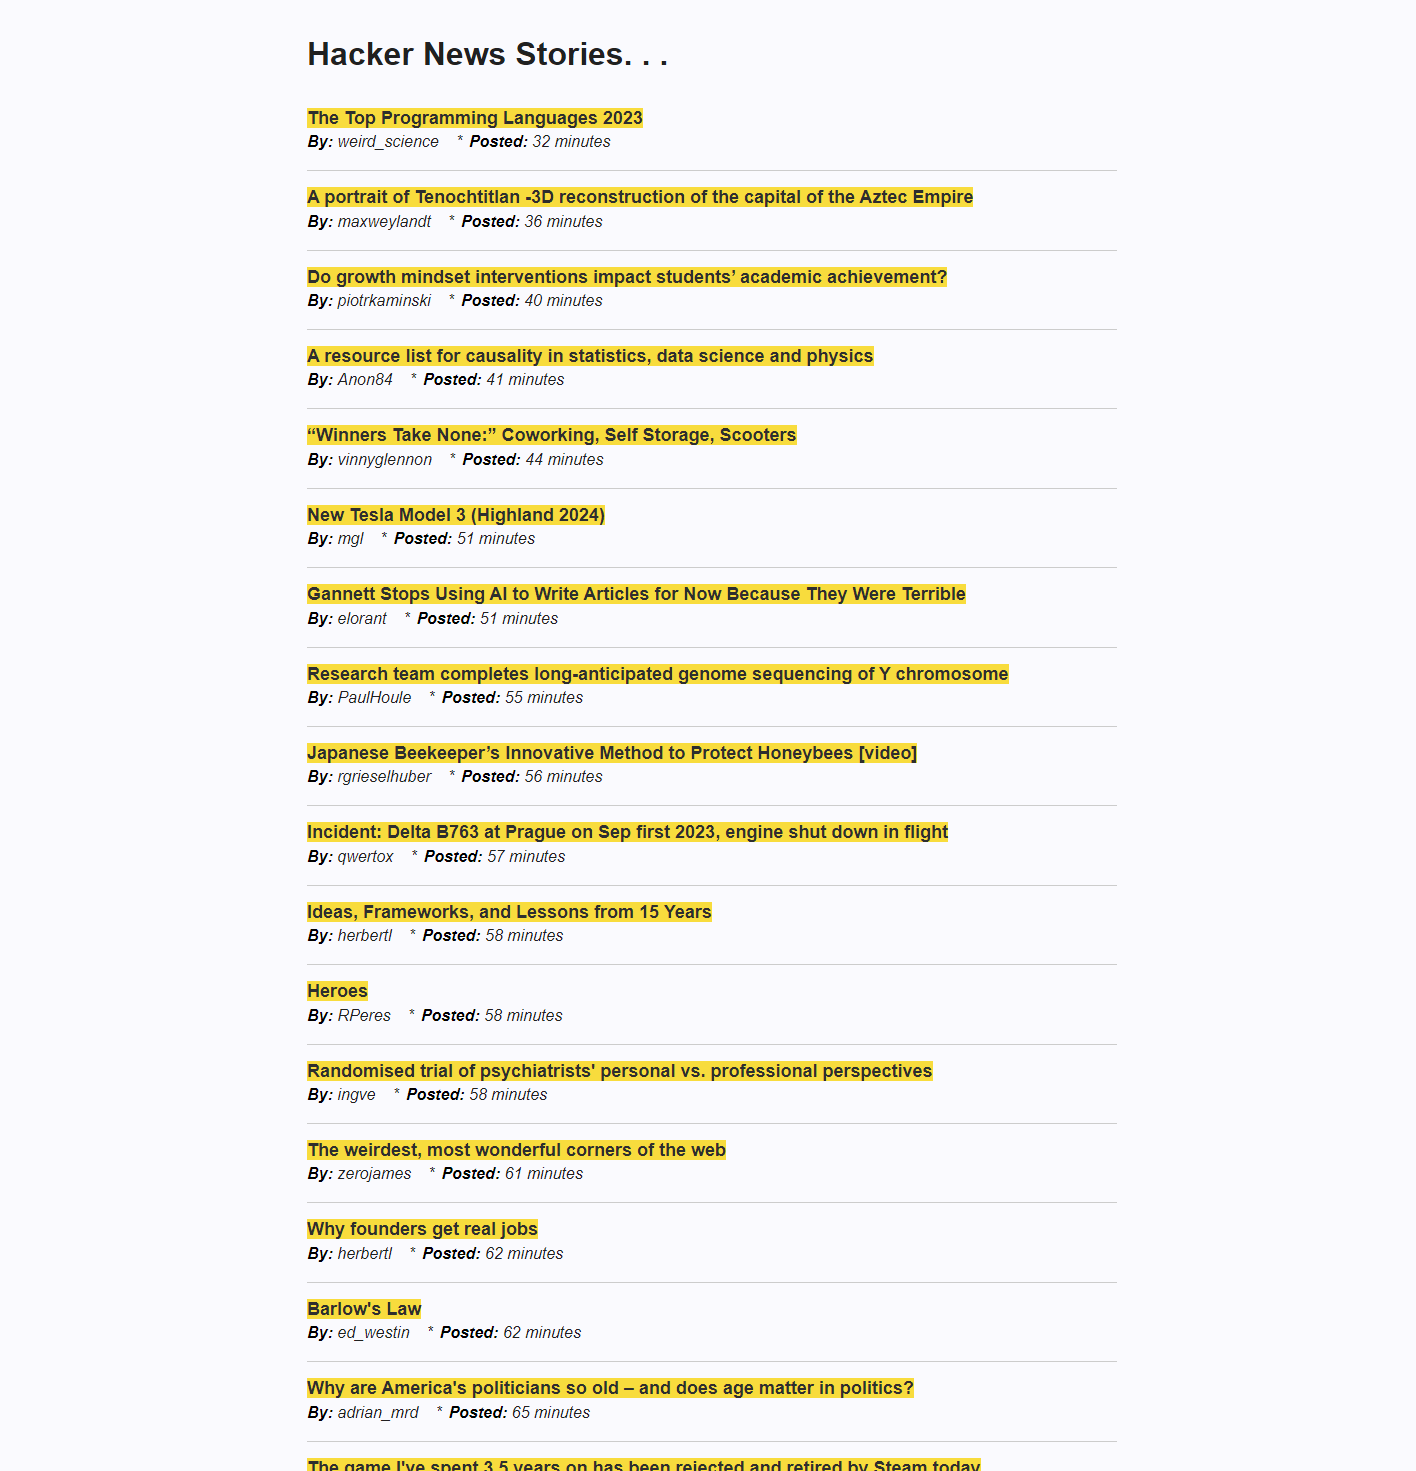 Hacker News Stories. . .
The Top Programming Languages 2023
By: weird_science * Posted: 32 minutes
A portrait of Tenochtitlan -3D reconstruction of the capital of the Aztec Empire
By: maxweylandt * Posted: 36 minutes
Do growth mindset interventions impact students’ academic achievement?
By: piotrkaminski * Posted: 40 minutes
A resource list for causality in statistics, data science and physics
By: Anon84 * Posted: 41 minutes
“Winners Take None:” Coworking, Self Storage, Scooters
By: vinnyglennon * Posted: 44 minutes
New Tesla Model 3 (Highland 2024)
By: mgl * Posted: 51 minutes
Gannett Stops Using AI to Write Articles for Now Because They Were Terrible
By: elorant * Posted: 51 minutes
Research team completes long-anticipated genome sequencing of Y chromosome
By: PaulHoule * Posted: 55 minutes
Japanese Beekeeper’s Innovative Method to Protect Honeybees [video]
By: rgrieselhuber * Posted: 56 minutes
Incident: Delta B763 at Prague on Sep first 2023, engine shut down in flight
By: qwertox * Posted: 57 minutes
Ideas, Frameworks, and Lessons from 15 Years
By: herbertl * Posted: 58 minutes
Heroes
By: RPeres * Posted: 58 minutes
Randomised trial of psychiatrists' personal vs. professional perspectives
By: ingve * Posted: 58 minutes
The weirdest, most wonderful corners of the web
By: zerojames * Posted: 61 minutes
Why founders get real jobs
By: herbertl * Posted: 62 minutes
Barlow's Law
By: ed_westin * Posted: 62 minutes
Why are America's politicians so old – and does age matter in politics?
By: adrian_mrd * Posted: 65 minutes
The game I've spent 3.5 years on has been rejected and retired by Steam today